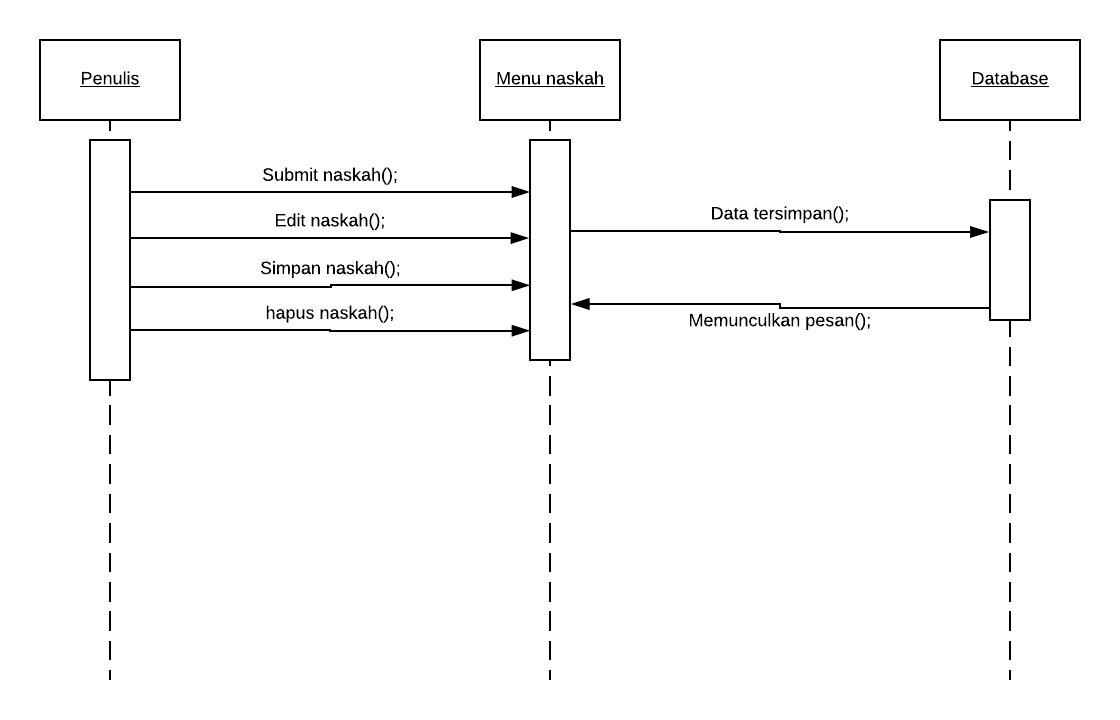 Penulis
Menu naskah
Database
Submit naskah();
Data tersimpan();
Edit naskah();
Simpan naskah();
hapus naskah();
Memunculkan pesan();